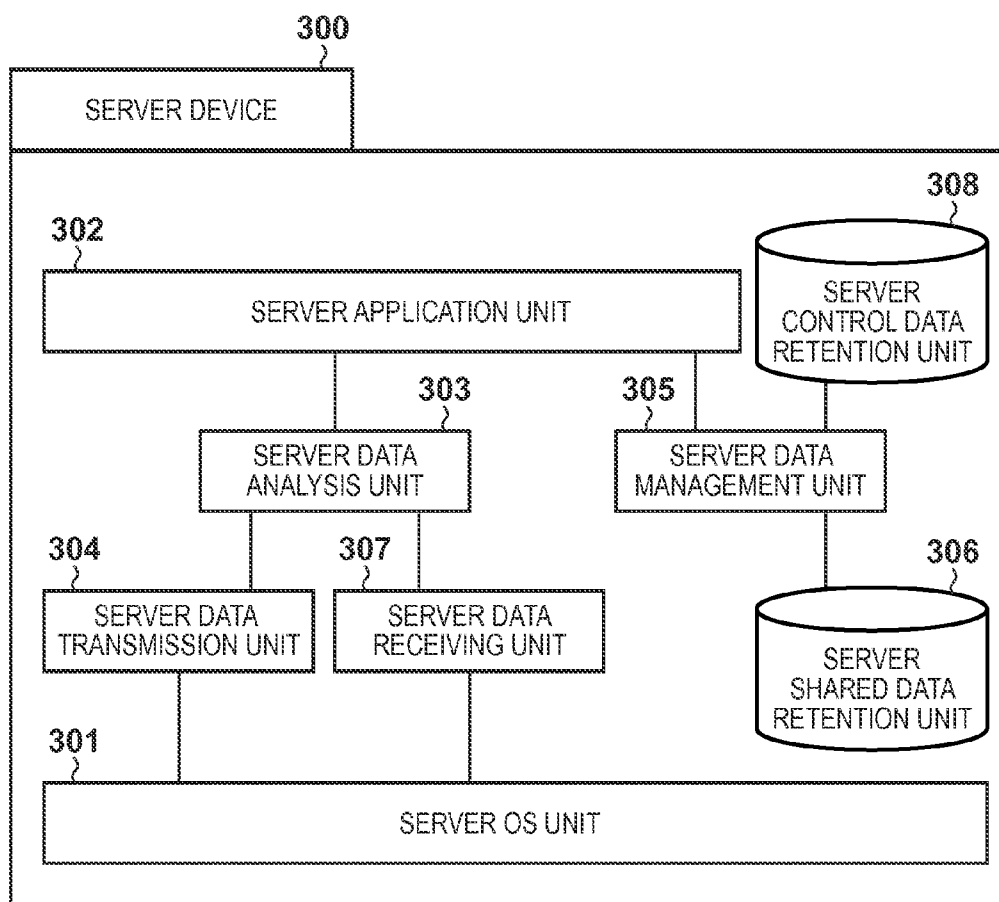 300
SERVER DEVICE
308
302
SERVER APPLICATION UNIT
SERVER
CONTROL DATA
RETENTION UNIT
303
305
SERVER DATA
ANALYSIS UNIT
SERVER DATA
MANAGEMENT UNIT
304
307
306
SERVER DATA
TRANSMISSION UNIT
SERVER DATA
RECEIVING UNIT
SERVER
SHARED DATA
RETENTION UNIT
301
SERVER OS UNIT